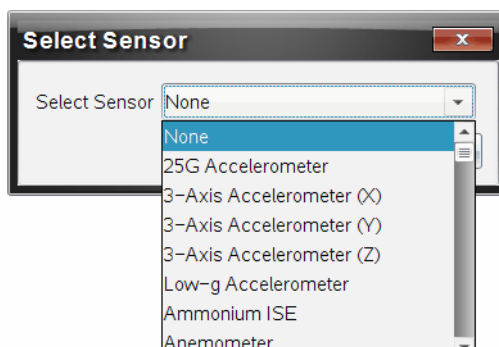 Select Sensor
x
Select Sensor None
None
25G Accelerometer
3-Axis Accelerometer (X)
3-Axis Accelerometer (Y)
3-Axis Accelerometer (Z)
Low-g Accelerometer
Ammonium ISE
Anemometer